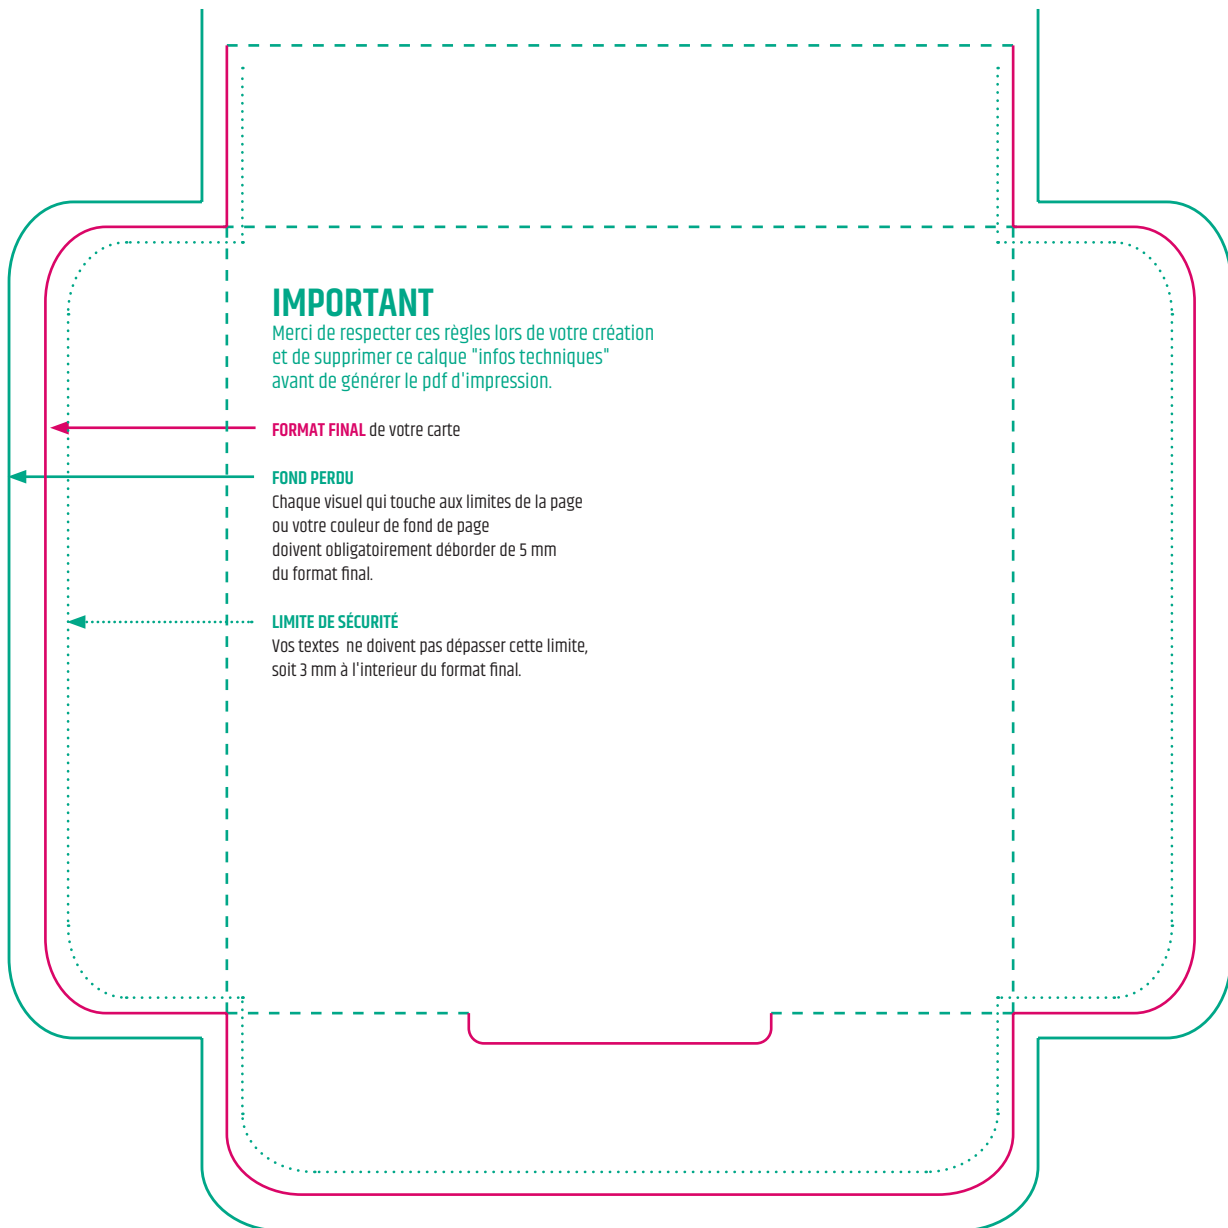 IMPORTANT
Merci de respecter ces règles lors de votre création
et de supprimer ce calque "infos techniques"
avant de générer le pdf d'impression.
FORMAT FINAL de votre carte
FOND PERDU
Chaque visuel qui touche aux limites de la page
ou votre couleur de fond de page
doivent obligatoirement déborder de 5 mm
du format final.
LIMITE DE SÉCURITÉ
Vos textes  ne doivent pas dépasser cette limite,
soit 3 mm à l'interieur du format final.